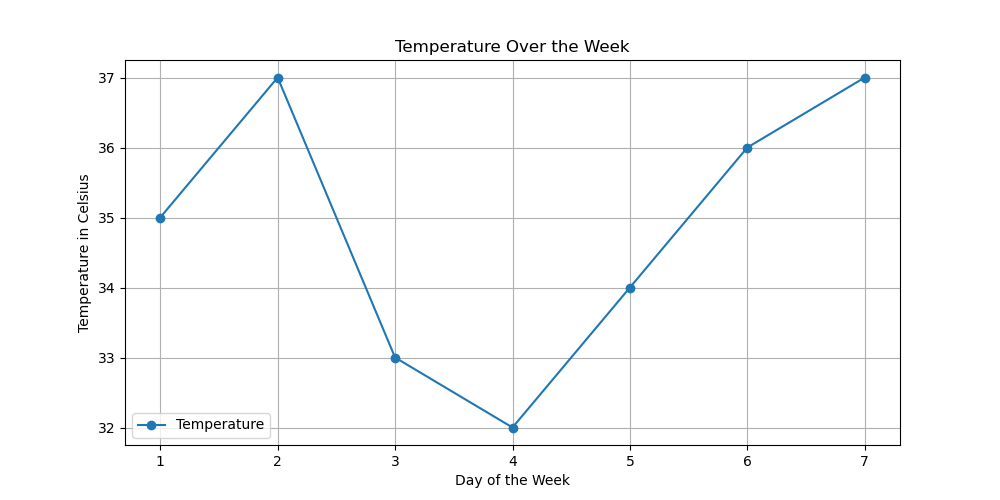 Temperature Over the Week
Temperature in Celsius
37
36
35
34
33
32
Temperature
1 2 3 4 5 6 7
Day of the Week